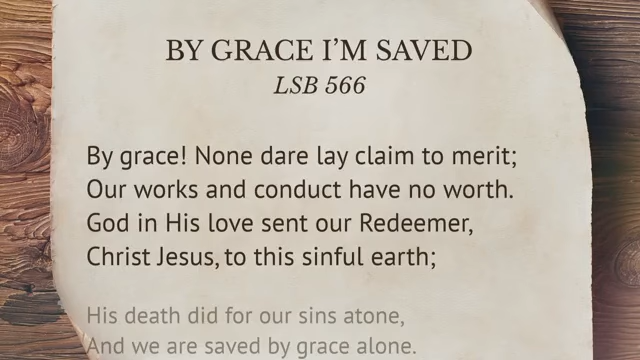 BY GRACE I'M SAVED
LSB 566
By grace! None dare lay claim to merit;
Our works and conduct have no worth.
God in His love sent our Redeemer,
Christ Jesus, to this sinful earth;
His death did for our sins atone,
And we are saved by grace alone.